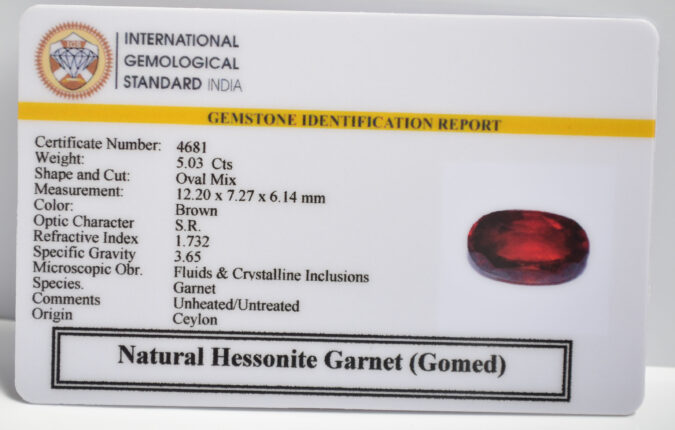 IGS
INTERNATIONAL
GEMOLOGICAL
STANDARD INDIA
GEMSTONE IDENTIFICATION REPORT
Certificate Number: 4681
Weight: 5.03 Cts
Shape and Cut: Oval Mix
Measurement: 12.20 x 7.27 x 6.14 mm
Color: Brown
Optic Character S.R.
Refractive Index 1.732
Specific Gravity 3.65
Microscopic Obr. Fluids & Crystalline Inclusions
Species. Garnet
Comments Unheated/Untreated
Origin Ceylon
Natural Hessonite Garnet (Gomed)